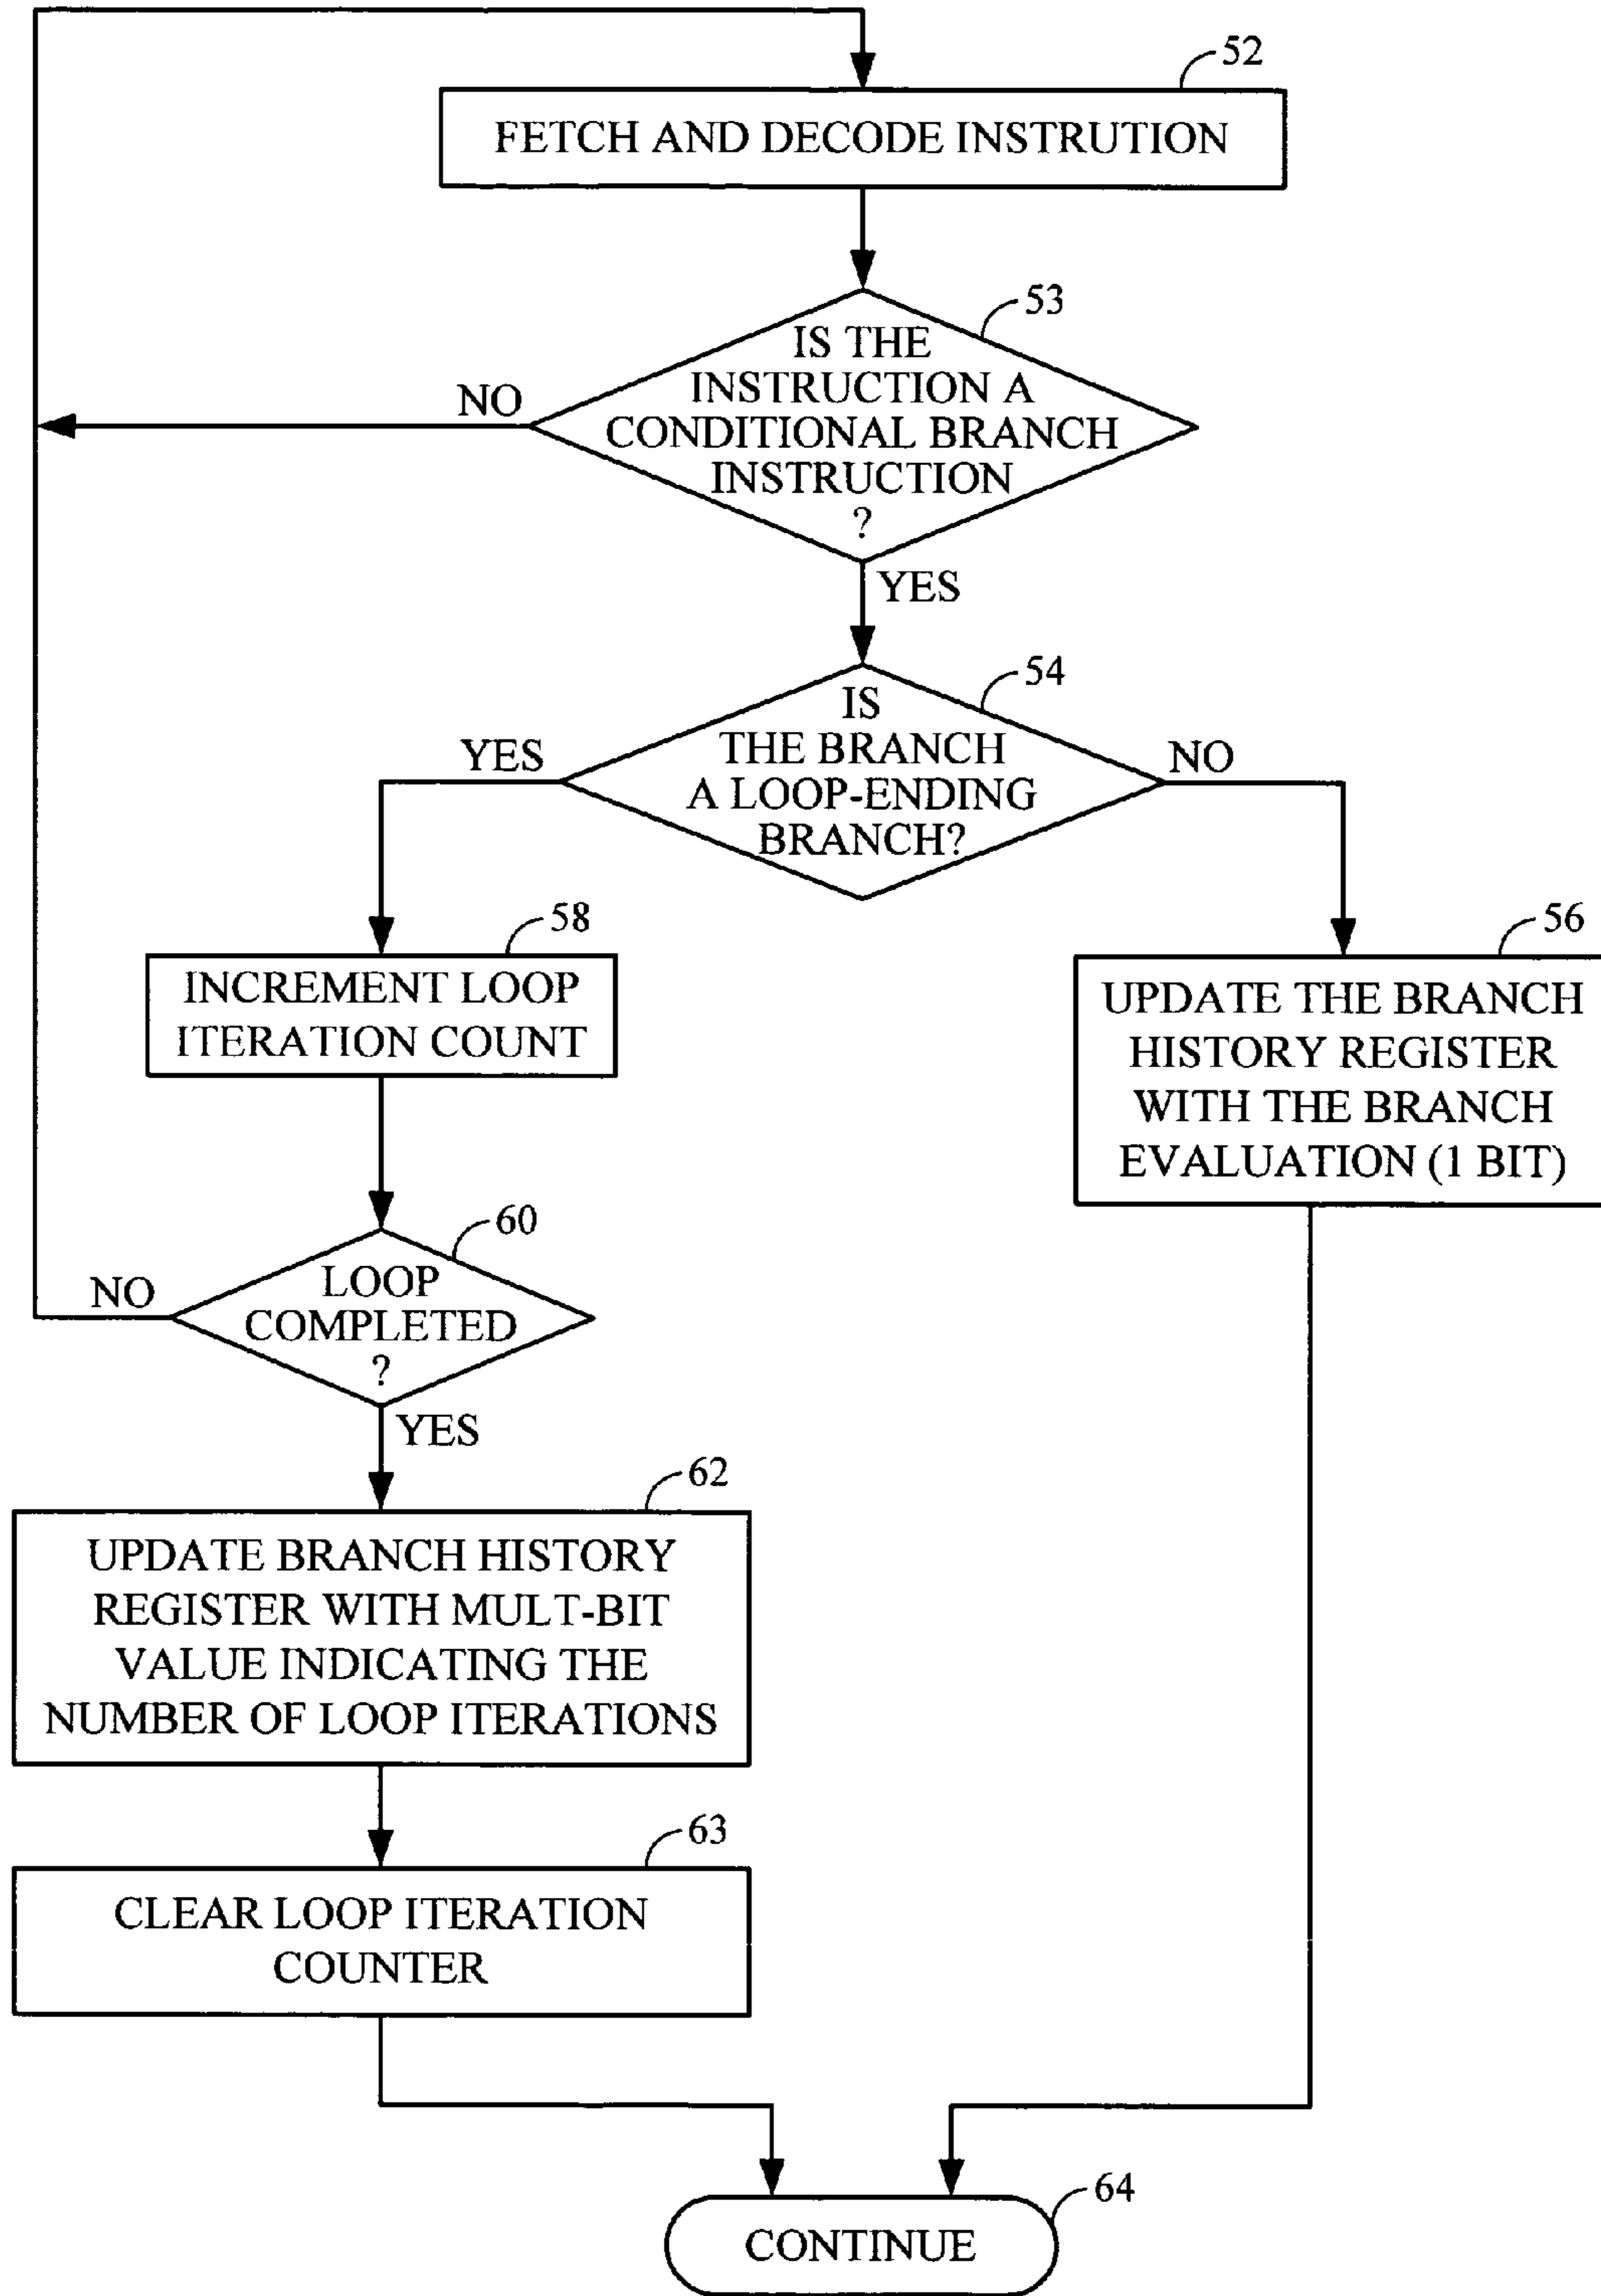 52
FETCH AND DECODE INSTRUTION
53
IS THE
INSTRUCTION A
CONDITIONAL BRANCH
INSTRUCTION
?
NO
YES
54
IS
THE BRANCH
A LOOP-ENDING
BRANCH?
YES
NO
58
INCREMENT LOOP
ITERATION COUNT
56
UPDATE THE BRANCH
HISTORY REGISTER
WITH THE BRANCH
EVALUATION (1 BIT)
60
LOOP
COMPLETED
?
NO
YES
62
UPDATE BRANCH HISTORY
REGISTER WITH MULT-BIT
VALUE INDICATING THE
NUMBER OF LOOP ITERATIONS
63
CLEAR LOOP ITERATION
COUNTER
64
CONTINUE